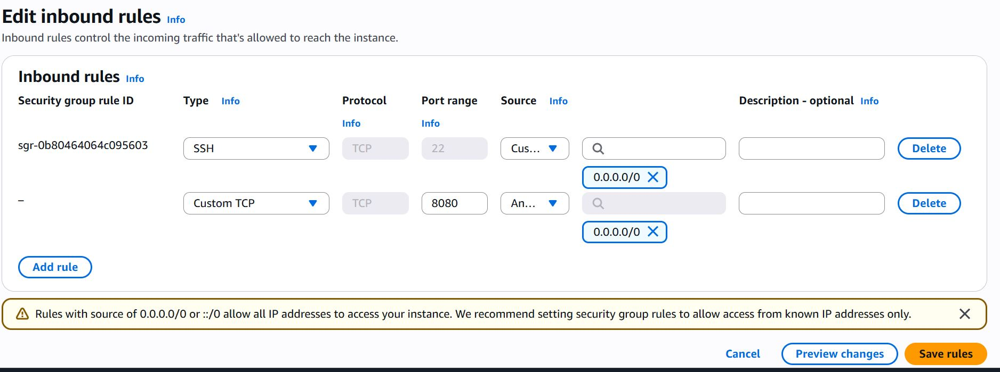 Edit inbound rules Info
Inbound rules control the incoming traffic that's allowed to reach the instance.
Inbound rules Info
Security group rule ID Type Info Protocol Info Port range Info Source Info Description - optional Info
sgr-0b80464064c095603 SSH TCP 22 Cus... Delete
0.0.0.0/0
– Custom TCP TCP 8080 An... Delete
0.0.0.0/0
Add rule
Rules with source of 0.0.0.0/0 or ::/0 allow all IP addresses to access your instance. We recommend setting security group rules to allow access from known IP addresses only.
Cancel Preview changes Save rules